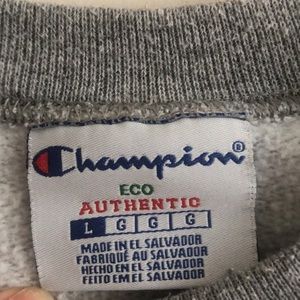 Champion®
ECO
AUTHENTIC
L G G G
MADE IN EL SALVADOR
FABRIQUÉ AU SALVADOR
HECHO EN EL SALVADOR
FEITO EM EL SALVADOR